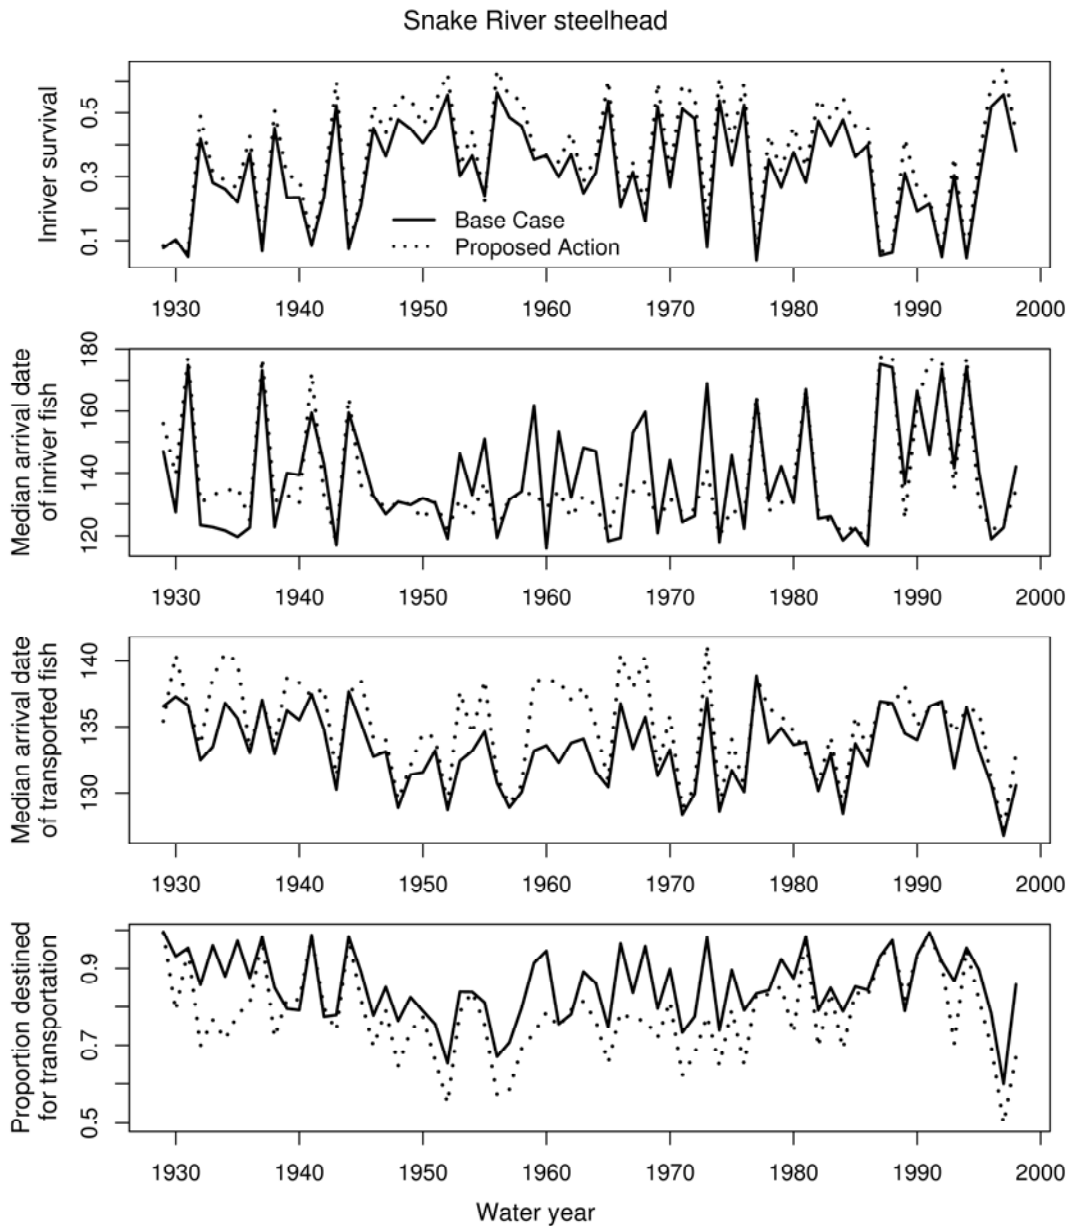 Snake River steelhead
Inriver survival
0.1 0.3 0.5
Base Case
Proposed Action
1930 1940 1950 1960 1970 1980 1990 2000
Median arrival date
of inriver fish
120 140 160 180
1930 1940 1950 1960 1970 1980 1990 2000
Median arrival date
of transported fish
130 135 140
1930 1940 1950 1960 1970 1980 1990 2000
Proportion destined
for transportation
0.5 0.7 0.9
1930 1940 1950 1960 1970 1980 1990 2000
Water year